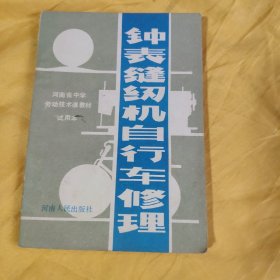 鈡表缝纫机自行车修理
河南省中学
劳动技术课教材
试用本
河南人民出版社